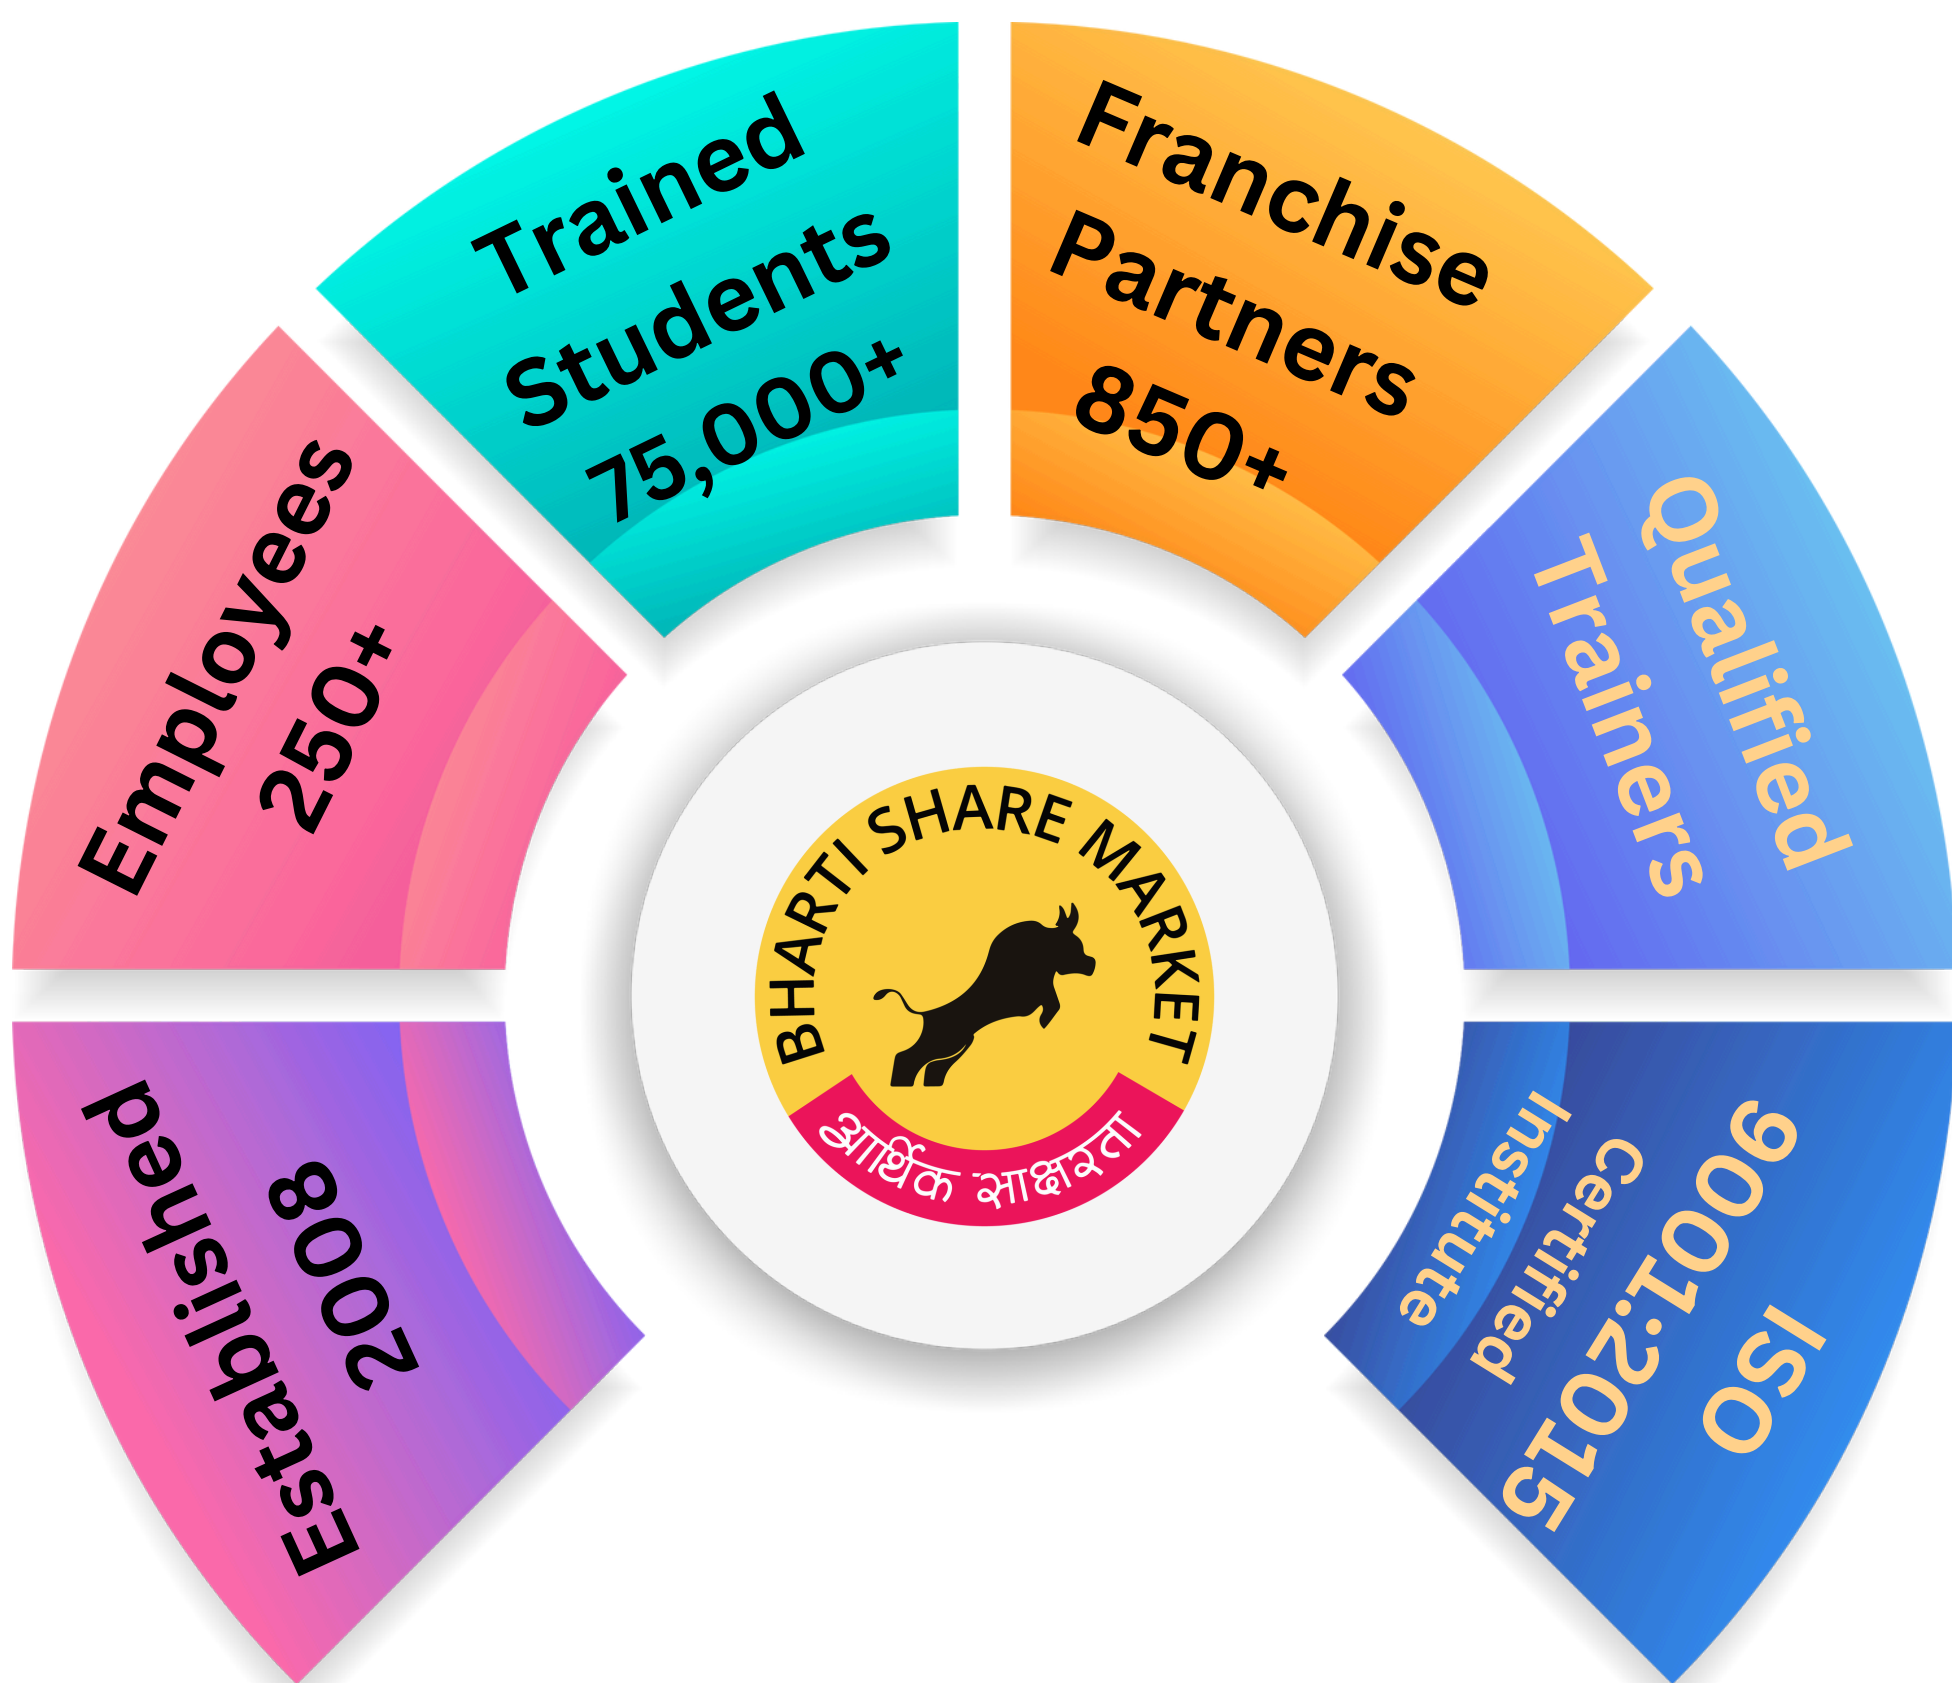 Established
2008
Employees
250+
Trained
Students
75,000+
Franchise
Partners
850+
Qualified
Trainers
ISO
9001:2015
Certified
Institute
BHARTI SHARE MARKET
आर्थिक साक्षरता